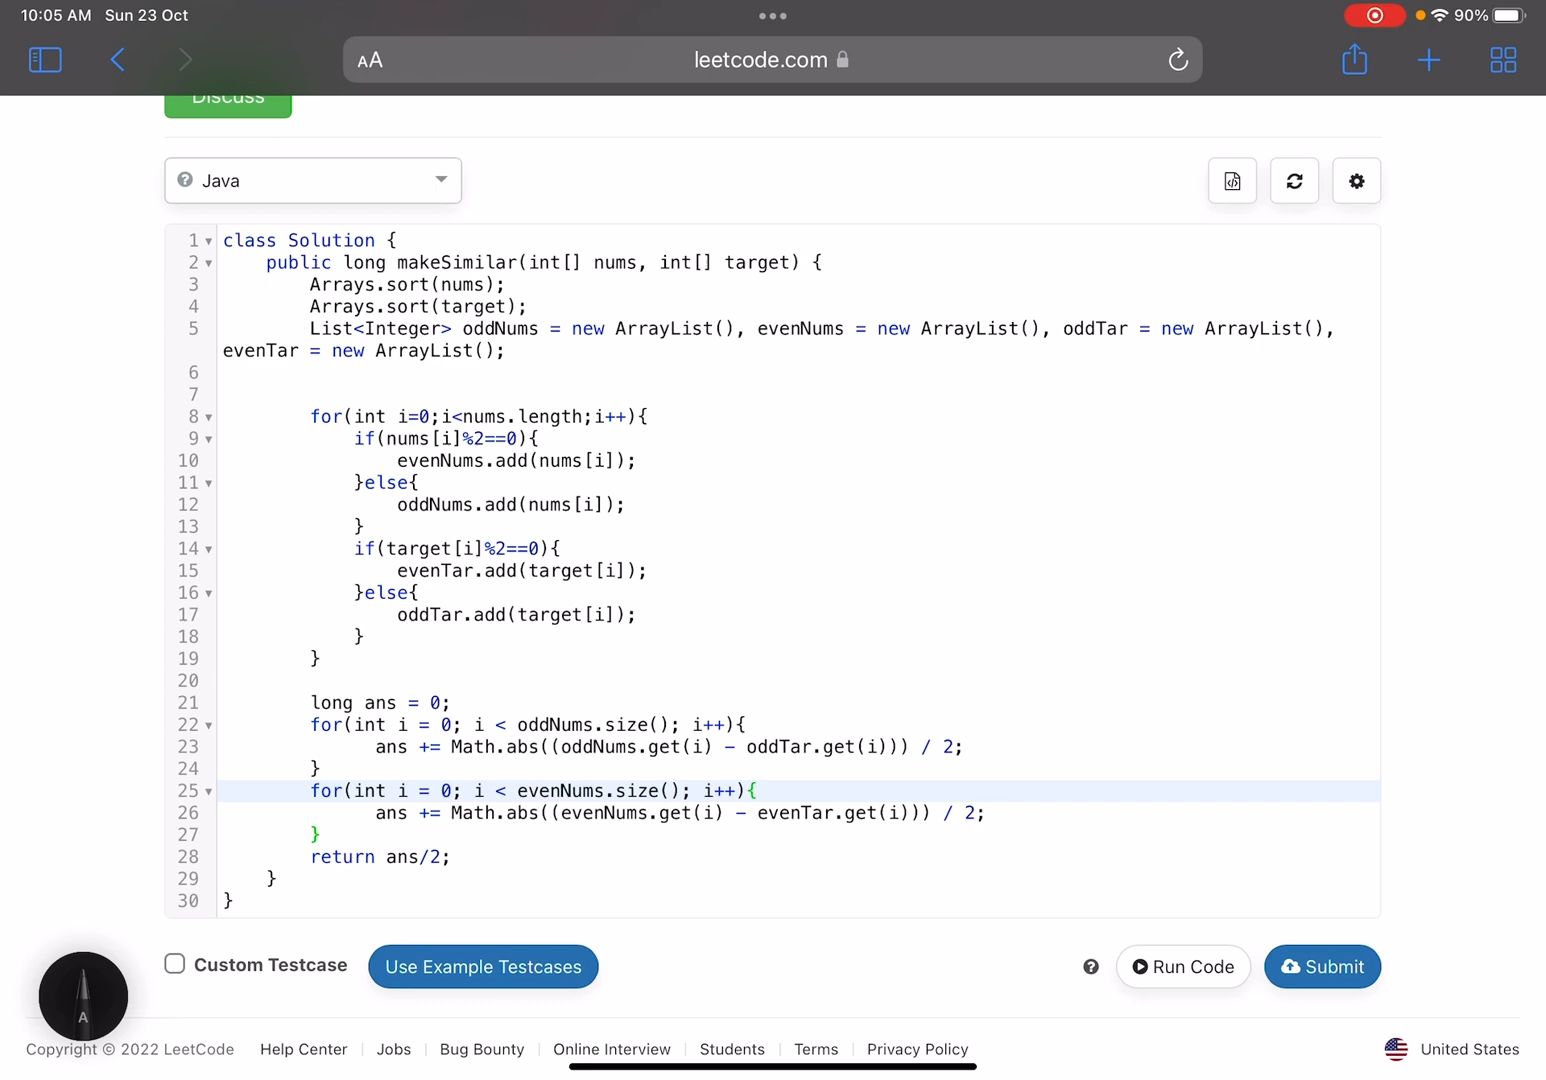 10:05 AM Sun 23 Oct
90%
AA
leetcode.com
Discuss
Java
1 class Solution {
2     public long makeSimilar(int[] nums, int[] target) {
3         Arrays.sort(nums);
4         Arrays.sort(target);
5         List<Integer> oddNums = new ArrayList(), evenNums = new ArrayList(), oddTar = new ArrayList(),
evenTar = new ArrayList();
6
7
8         for(int i=0;i<nums.length;i++){
9             if(nums[i]%2==0){
10                 evenNums.add(nums[i]);
11             }else{
12                 oddNums.add(nums[i]);
13             }
14             if(target[i]%2==0){
15                 evenTar.add(target[i]);
16             }else{
17                 oddTar.add(target[i]);
18             }
19         }
20
21         long ans = 0;
22         for(int i = 0; i < oddNums.size(); i++){
23               ans += Math.abs((oddNums.get(i) - oddTar.get(i))) / 2;
24         }
25         for(int i = 0; i < evenNums.size(); i++){
26               ans += Math.abs((evenNums.get(i) - evenTar.get(i))) / 2;
27         }
28         return ans/2;
29     }
30 }
Custom Testcase Use Example Testcases Run Code Submit
A
Copyright © 2022 LeetCode Help Center Jobs Bug Bounty Online Interview Students Terms Privacy Policy United States